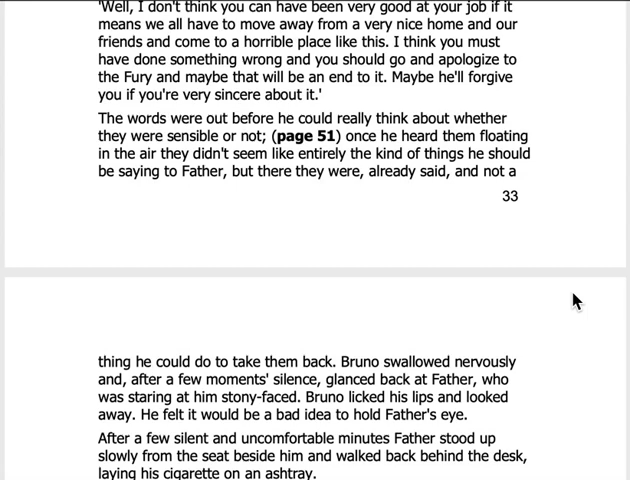 'Well, I don't think you can have been very good at your job if it
means we all have to move away from a very nice home and our
friends and come to a horrible place like this. I think you must
have done something wrong and you should go and apologize to
the Fury and maybe that will be an end to it. Maybe he'll forgive
you if you're very sincere about it.'
The words were out before he could really think about whether
they were sensible or not; (page 51) once he heard them floating
in the air they didn't seem like entirely the kind of things he should
be saying to Father, but there they were, already said, and not a
33
thing he could do to take them back. Bruno swallowed nervously
and, after a few moments' silence, glanced back at Father, who
was staring at him stony-faced. Bruno licked his lips and looked
away. He felt it would be a bad idea to hold Father's eye.
After a few silent and uncomfortable minutes Father stood up
slowly from the seat beside him and walked back behind the desk,
laying his cigarette on an ashtray.